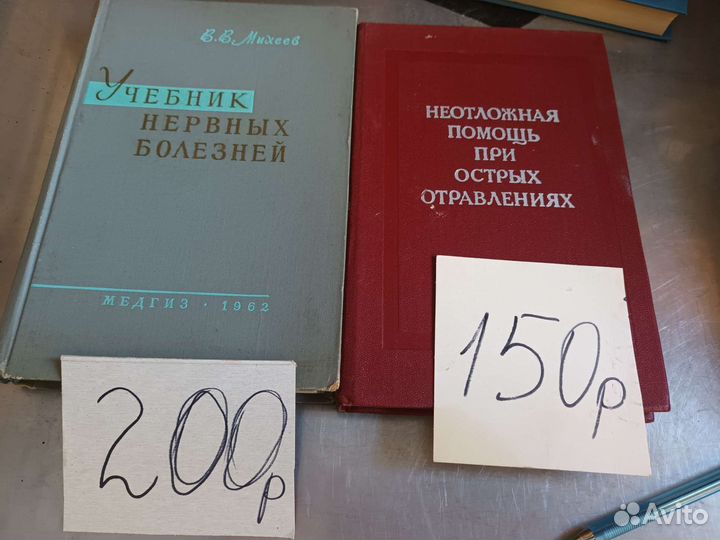 В.В.Михеев
УЧЕБНИК
НЕРВНЫХ
БОЛЕЗНЕЙ
МЕДГИЗ · 1962
200р
НЕОТЛОЖНАЯ
ПОМОЩЬ
ПРИ
ОСТРЫХ
ОТРАВЛЕНИЯХ
150р
Avito